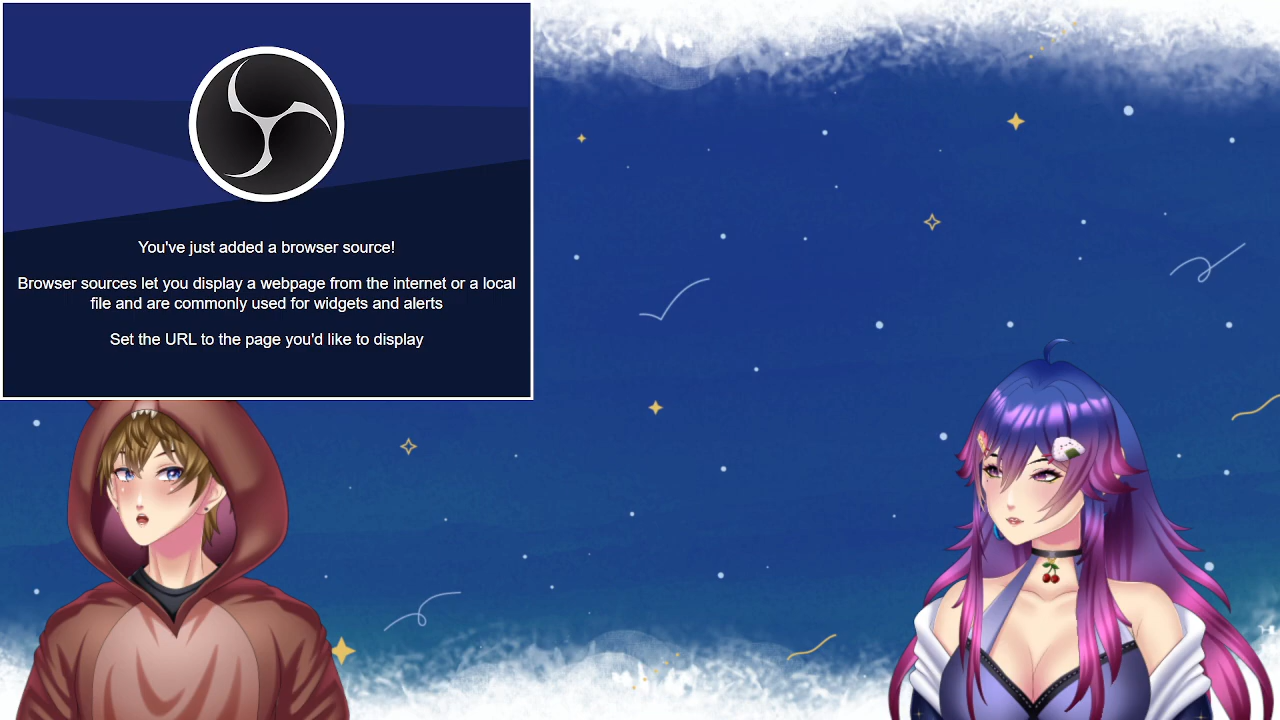 You've just added a browser source!
Browser sources let you display a webpage from the internet or a local
file and are commonly used for widgets and alerts
Set the URL to the page you'd like to display